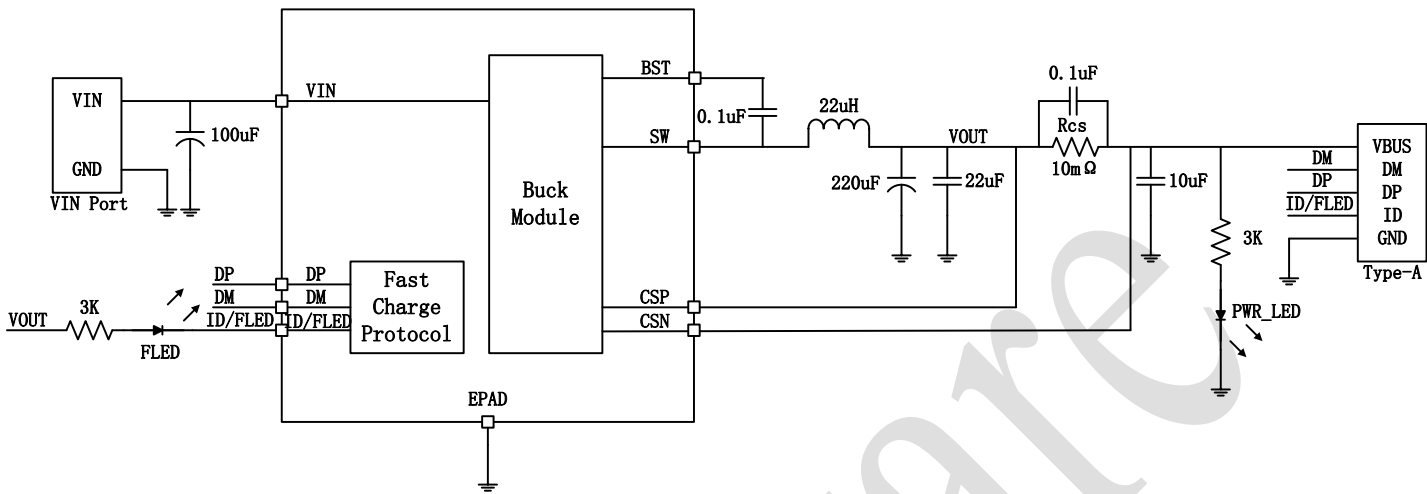 VIN
GND
VIN Port
100uF
VIN
Buck
Module
BST
SW
CSP
CSN
0.1uF
22uH
VOUT
220uF
22uF
0.1uF
Rcs
10mΩ
10uF
3K
PWR_LED
VBUS
DM
DP
ID
GND
Type-A
DM
DP
ID/FLED
VOUT
3K
FLED
DP
DM
ID/FLED
DP
DM
ID/FLED
Fast
Charge
Protocol
EPAD